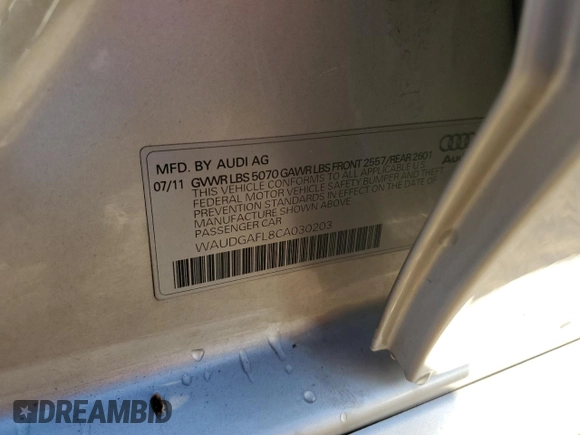 MFD. BY AUDI AG
07/11 GVWR LBS 5070 GAWR LBS FRONT 2557/REAR 2601
THIS VEHICLE CONFORMS TO ALL APPLICABLE U.S.
FEDERAL MOTOR VEHICLE SAFETY BUMPER AND THEFT
PREVENTION STANDARDS IN EFFECT ON THE DATE OF
MANUFACTURE SHOWN ABOVE.
PASSENGER CAR
WAUDGAFL8CA030203
DREAMBID